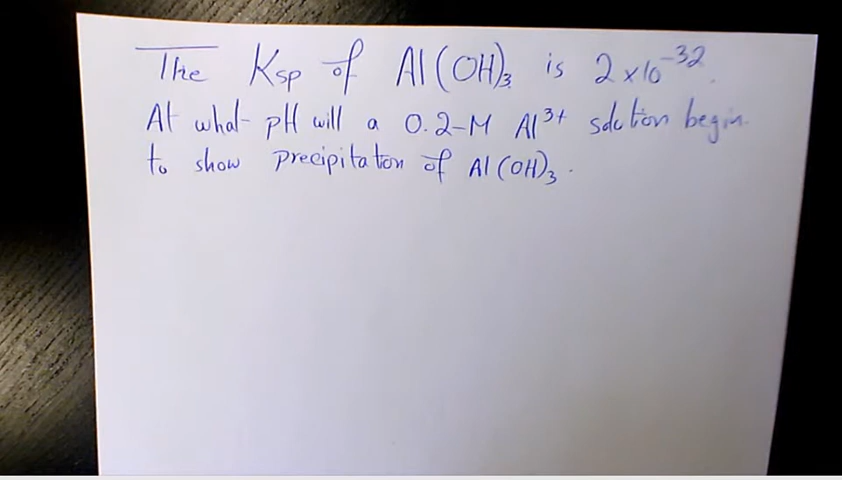 The Ksp of Al(OH)₃ is 2×10⁻³².
At what pH will a 0.2-M Al³⁺ solution begin
to show precipitation of Al(OH)₃.